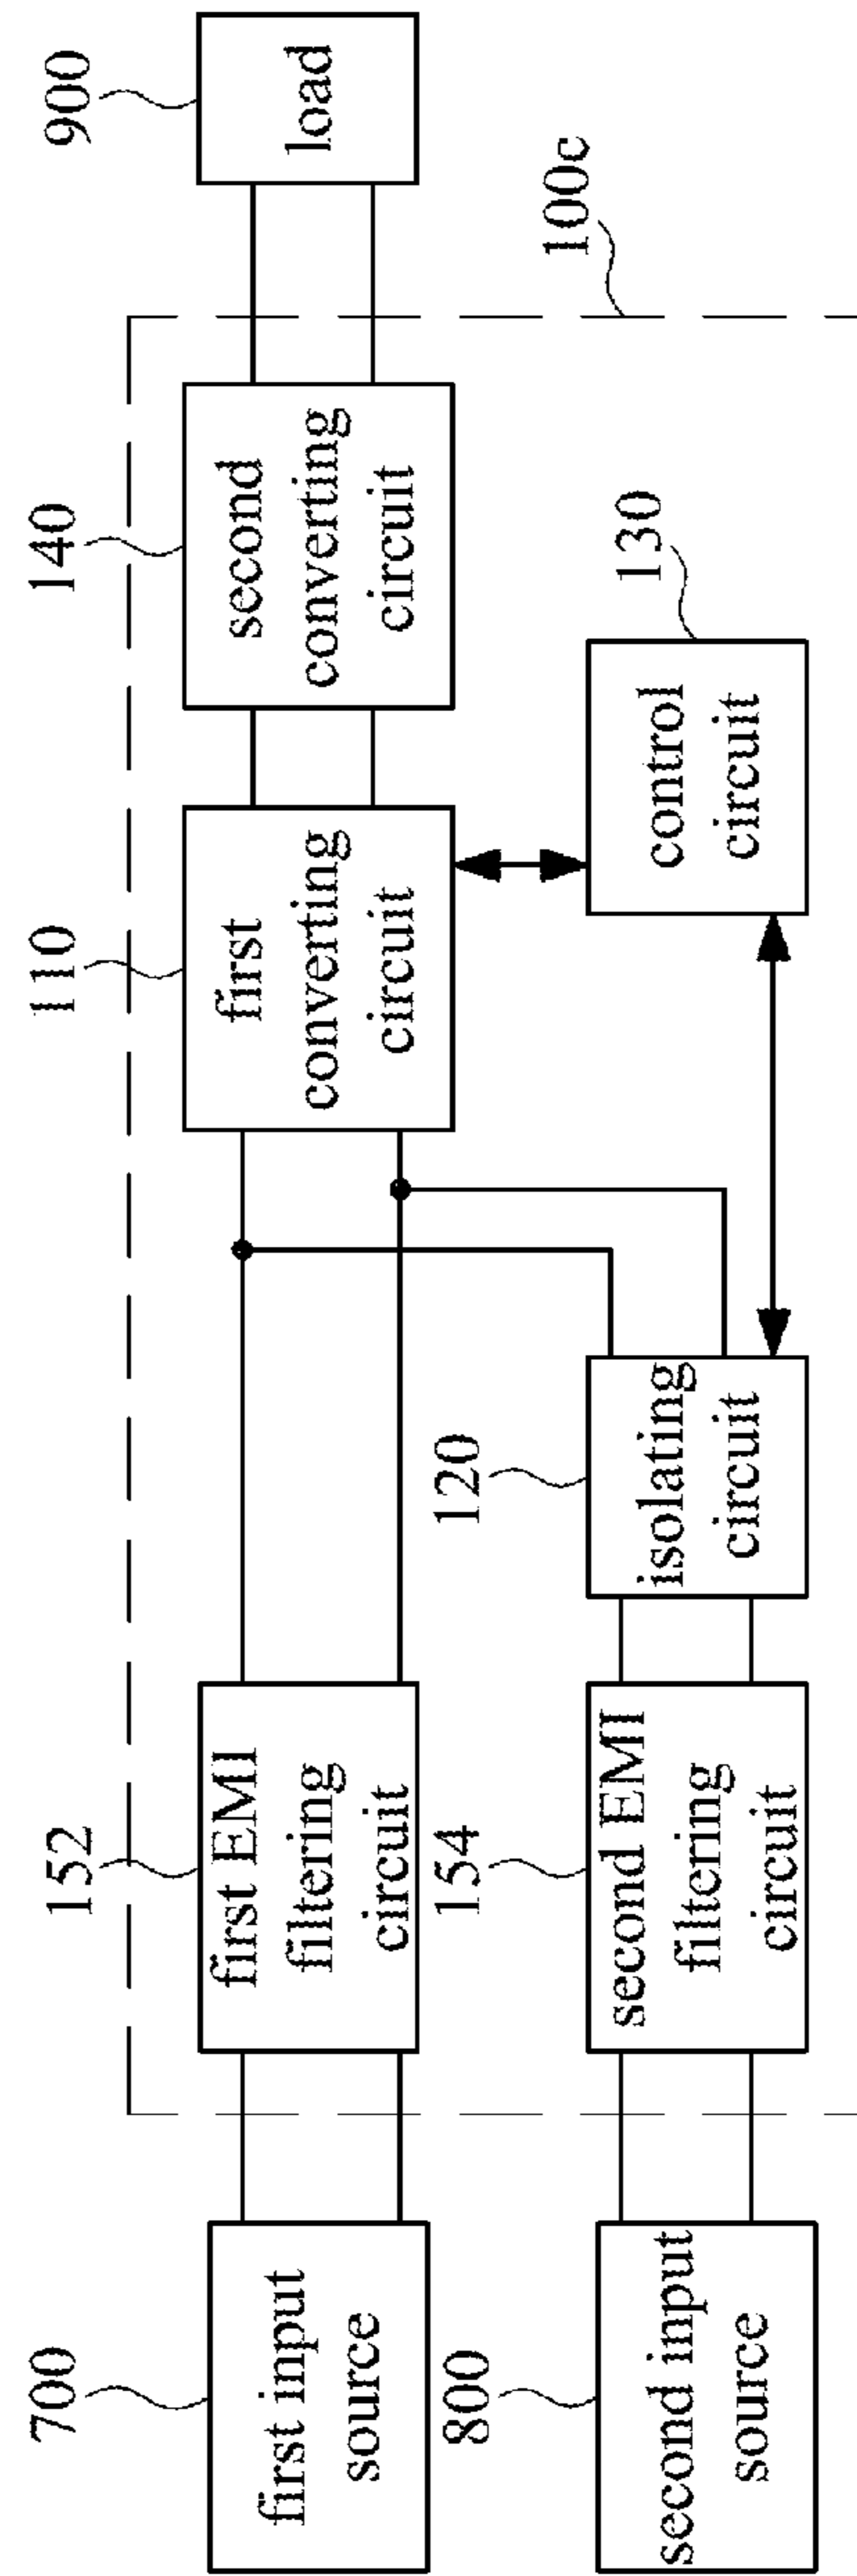 700
first input
source
152
first EMI
filtering
circuit
110
first
converting
circuit
140
second
converting
circuit
900
load
800
second input
source
154
second EMI
filtering
circuit
120
isolating
circuit
130
control
circuit
100c